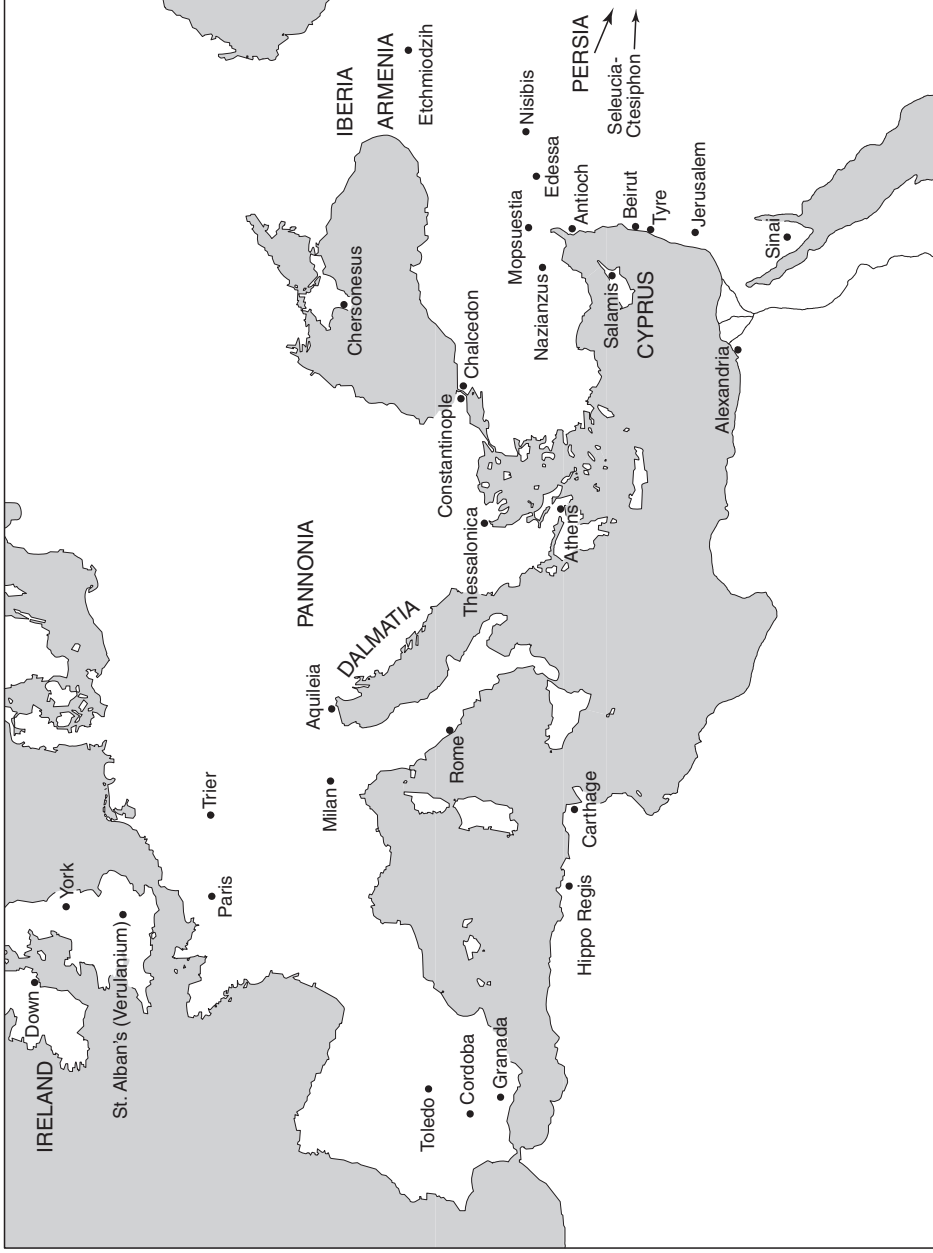 IRELAND
Down
York
St. Alban's (Verulanium)
Paris
Trier
Milan
Aquileia
PANNONIA
DALMATIA
Rome
Toledo
Cordoba
Granada
Hippo Regis
Carthage
Thessalonica
Athens
Constantinople
Chalcedon
Chersonesus
IBERIA
ARMENIA
Etchmiodzih
Nisibis
Edessa
Mopsuestia
Nazianzus
Antioch
Salamis
CYPRUS
Beirut
Tyre
Jerusalem
Sinai
Alexandria
PERSIA
Seleucia-
Ctesiphon